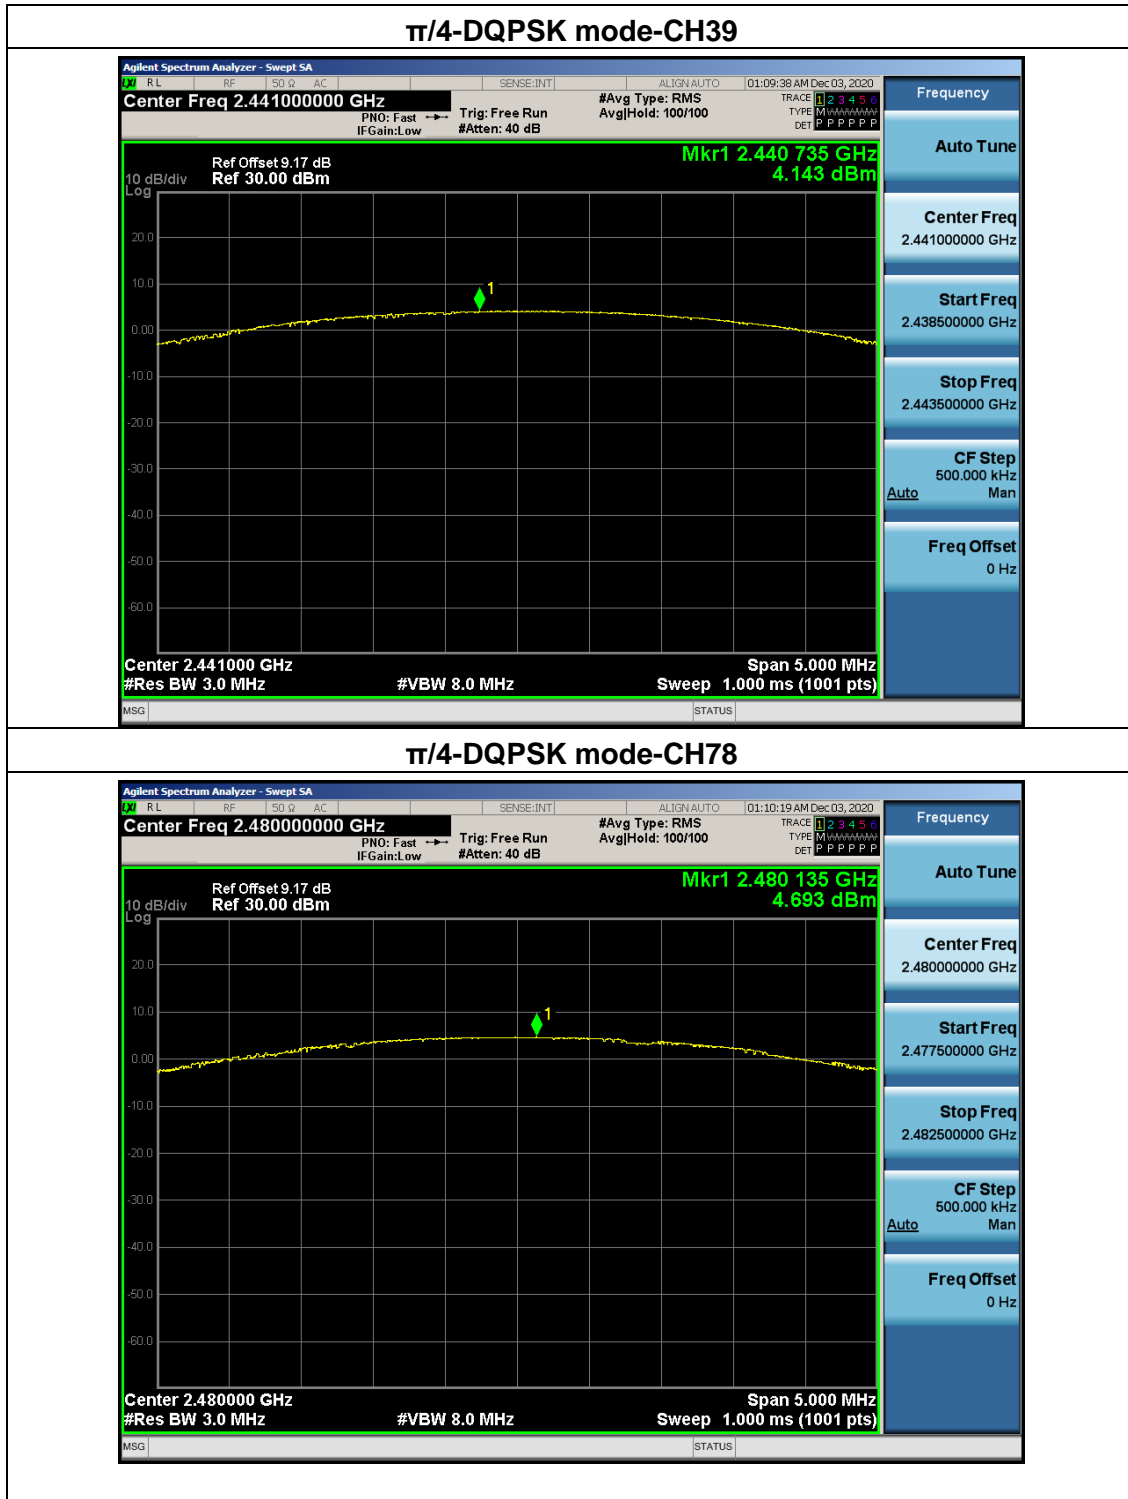 π/4-DQPSK mode-CH39
Agilent Spectrum Analyzer - Swept SA
LXI RL RF 50 Ω AC SENSE:INT ALIGN AUTO 01:09:38 AM Dec 03, 2020
Center Freq 2.441000000 GHz
PNO: Fast
IFGain:Low
Trig: Free Run
#Atten: 40 dB
#Avg Type: RMS
Avg|Hold: 100/100
TRACE 1 2 3 4 5 6
TYPE M
DET P P P P P P
Frequency
Mkr1 2.440 735 GHz
4.143 dBm
Ref Offset 9.17 dB
10 dB/div Ref 30.00 dBm
Log
20.0
10.0
0.00
-10.0
-20.0
-30.0
-40.0
-50.0
-60.0
1
Center 2.441000 GHz Span 5.000 MHz
#Res BW 3.0 MHz #VBW 8.0 MHz Sweep 1.000 ms (1001 pts)
Auto Tune
Center Freq
2.441000000 GHz
Start Freq
2.438500000 GHz
Stop Freq
2.443500000 GHz
CF Step
500.000 kHz
Auto Man
Freq Offset
0 Hz
MSG STATUS
π/4-DQPSK mode-CH78
Agilent Spectrum Analyzer - Swept SA
LXI RL RF 50 Ω AC SENSE:INT ALIGN AUTO 01:10:19 AM Dec 03, 2020
Center Freq 2.480000000 GHz
PNO: Fast
IFGain:Low
Trig: Free Run
#Atten: 40 dB
#Avg Type: RMS
Avg|Hold: 100/100
TRACE 1 2 3 4 5 6
TYPE M
DET P P P P P P
Frequency
Mkr1 2.480 135 GHz
4.693 dBm
Ref Offset 9.17 dB
10 dB/div Ref 30.00 dBm
Log
20.0
10.0
0.00
-10.0
-20.0
-30.0
-40.0
-50.0
-60.0
1
Center 2.480000 GHz Span 5.000 MHz
#Res BW 3.0 MHz #VBW 8.0 MHz Sweep 1.000 ms (1001 pts)
Auto Tune
Center Freq
2.480000000 GHz
Start Freq
2.477500000 GHz
Stop Freq
2.482500000 GHz
CF Step
500.000 kHz
Auto Man
Freq Offset
0 Hz
MSG STATUS